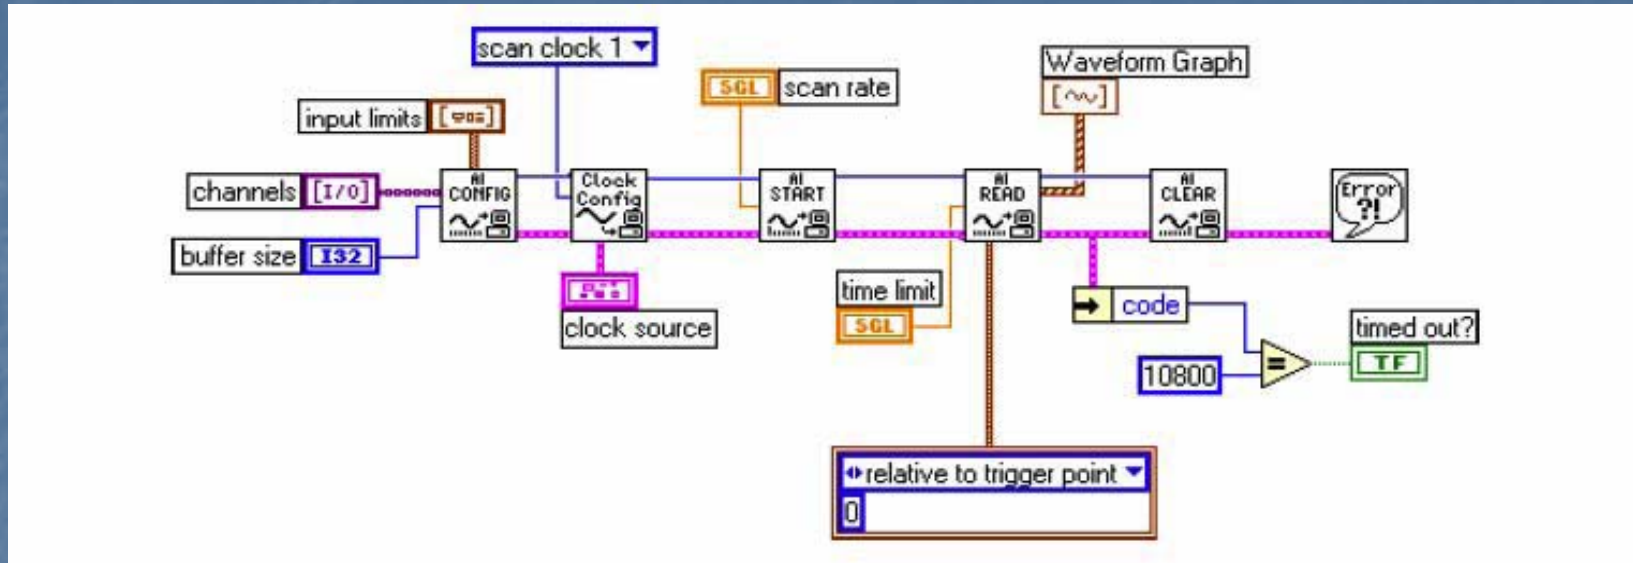 scan clock 1
Waveform Graph
SGL scan rate
input limits
channels [I/O]
AI
CONFIG
Clock
Config
AI
START
AI
READ
AI
CLEAR
Error
?!
buffer size I32
time limit
SGL
code
clock source
timed out?
TF
=
10800
relative to trigger point
0